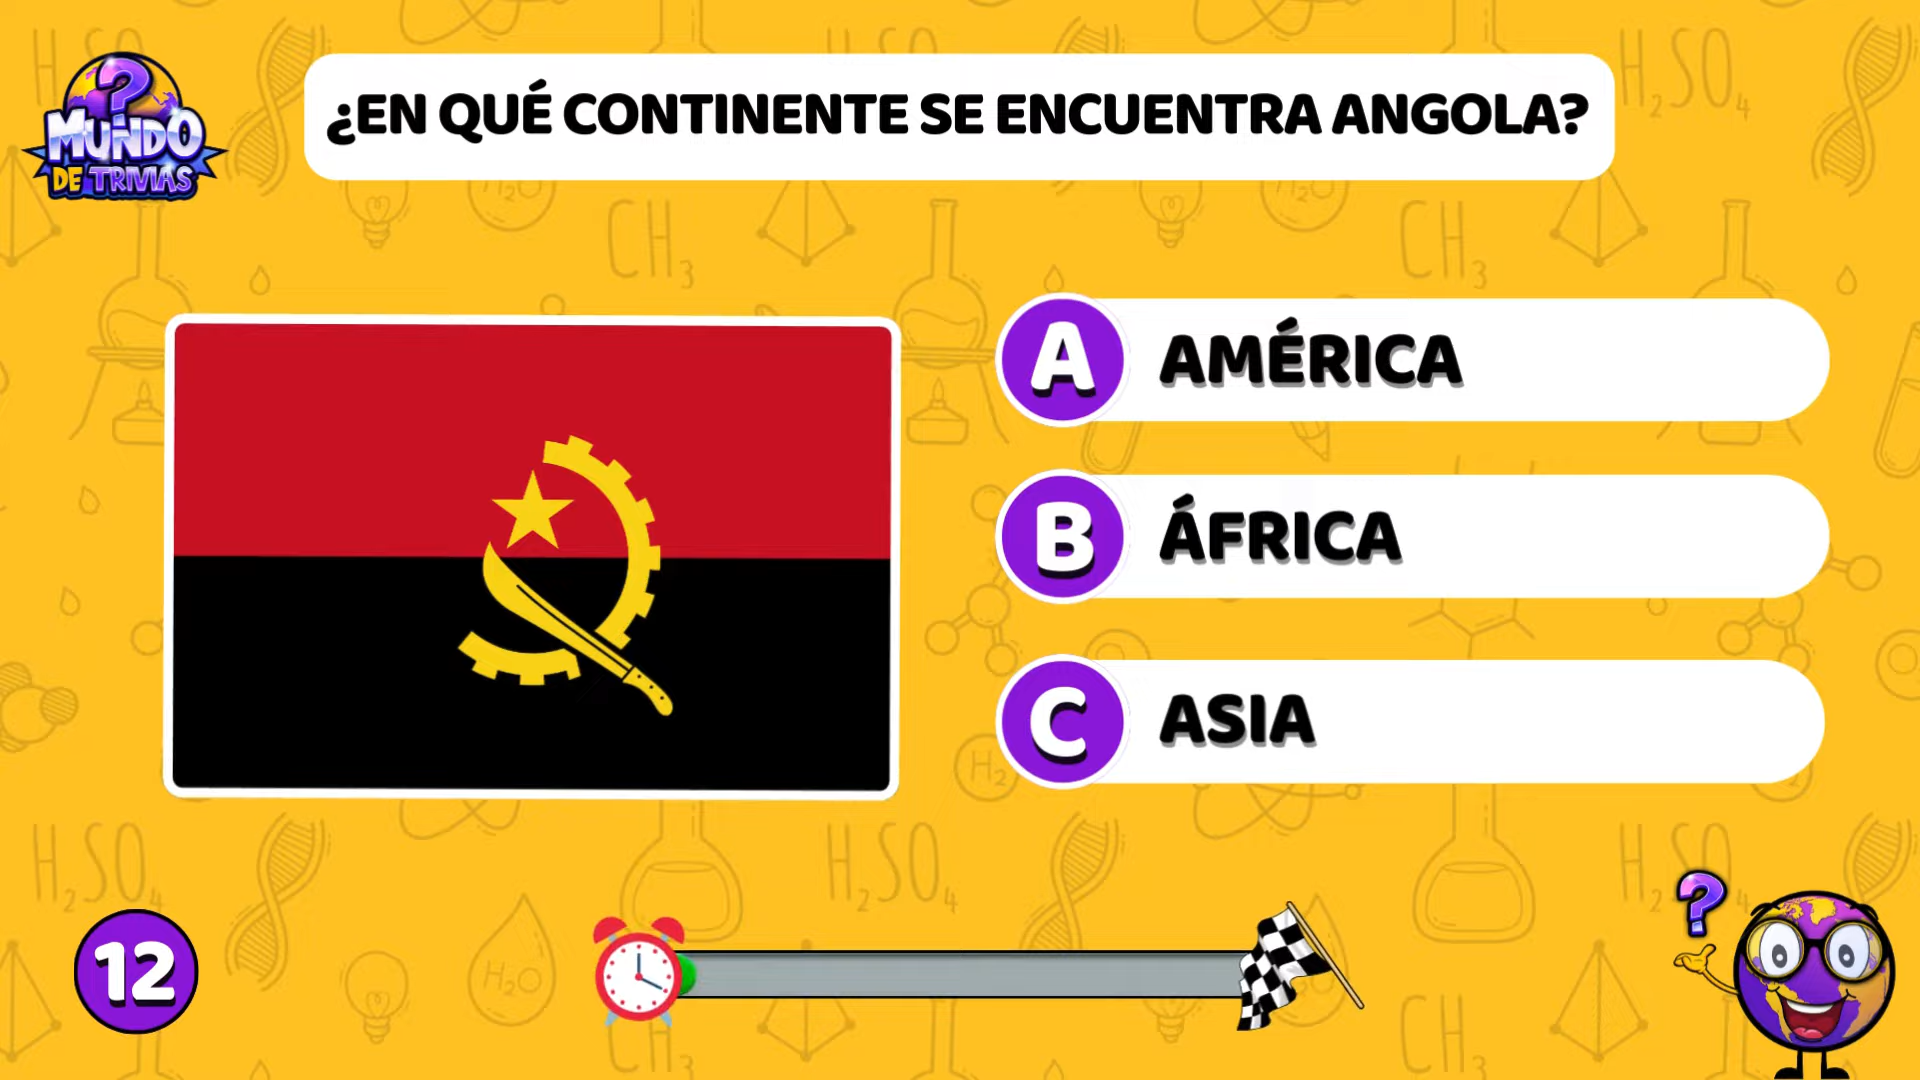 MUNDO
DE TRIVIAS
¿EN QUÉ CONTINENTE SE ENCUENTRA ANGOLA?
A AMÉRICA
B ÁFRICA
C ASIA
12